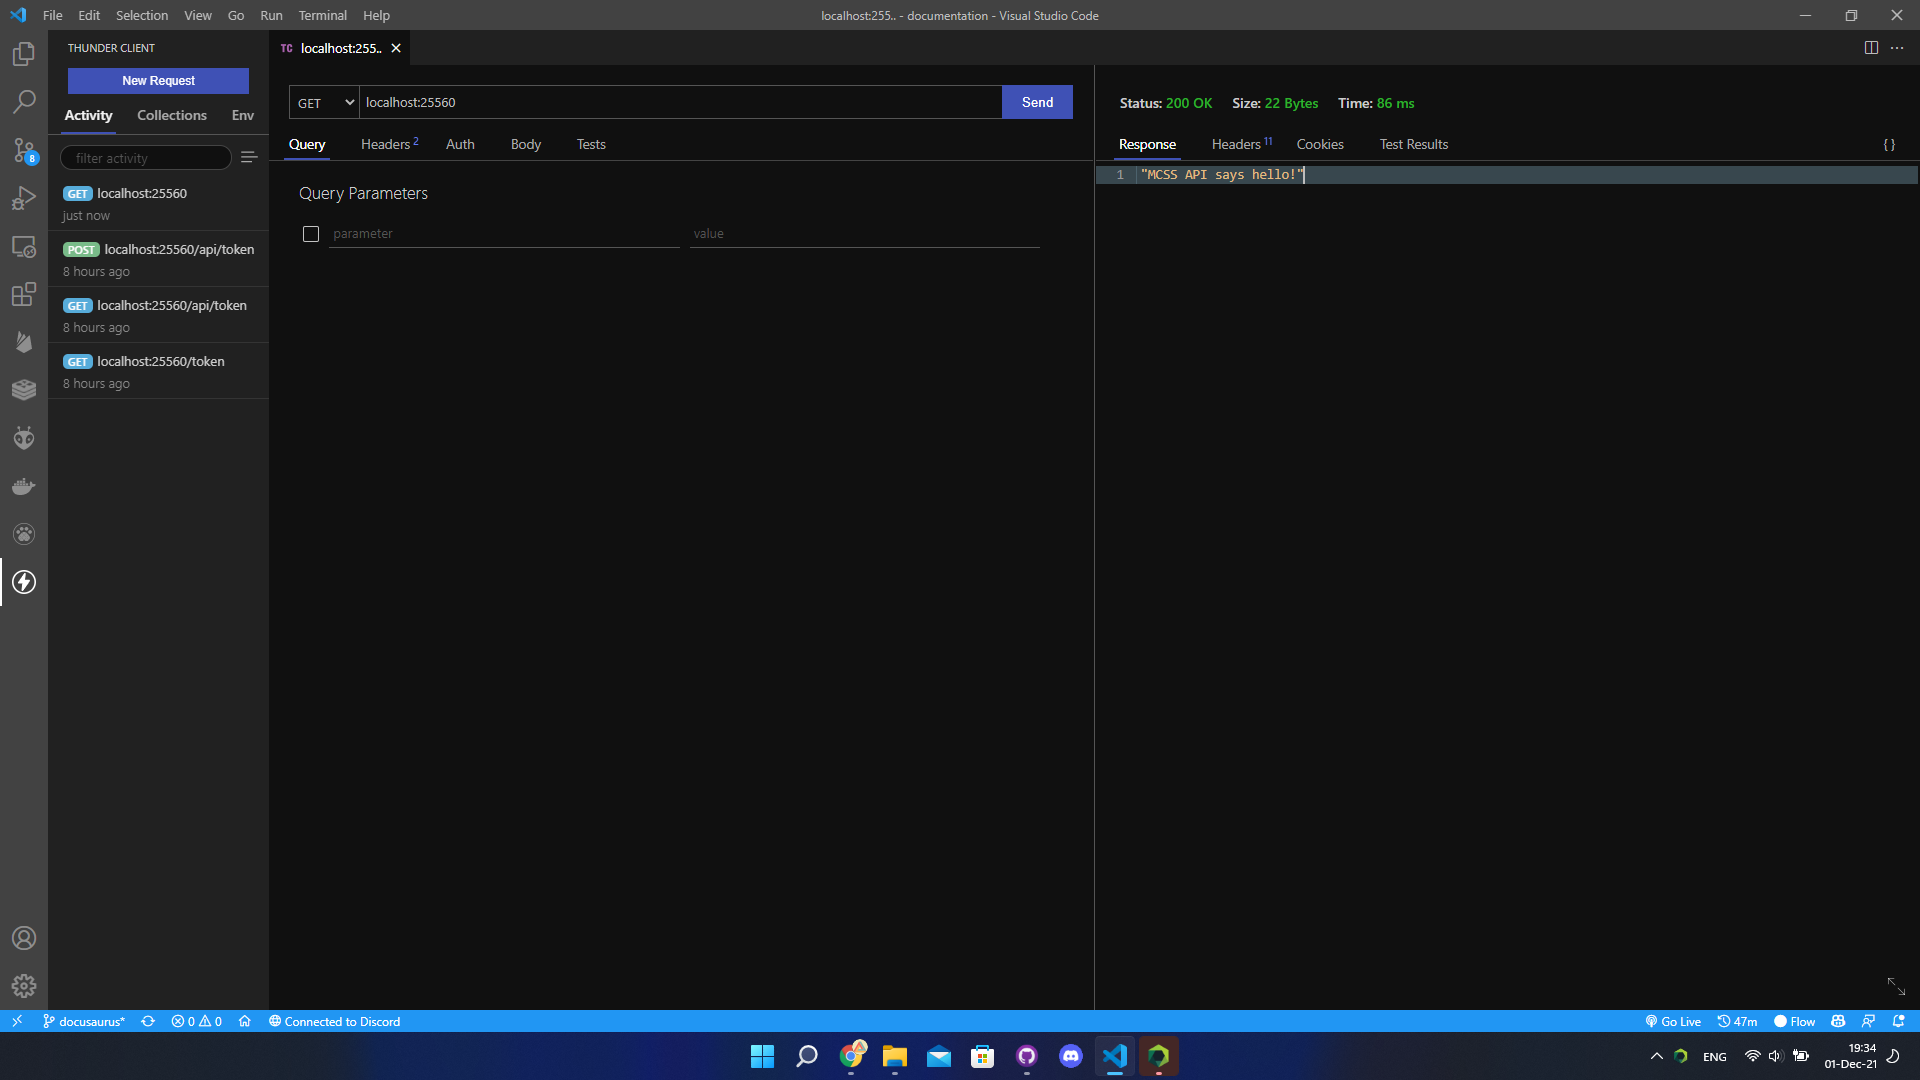 File Edit Selection View Go Run Terminal Help
localhost:255.. - documentation - Visual Studio Code
THUNDER CLIENT
New Request
Activity Collections Env
filter activity
GET localhost:25560
just now
POST localhost:25560/api/token
8 hours ago
GET localhost:25560/api/token
8 hours ago
GET localhost:25560/token
8 hours ago
TC localhost:255..
GET localhost:25560 Send
Query Headers 2 Auth Body Tests
Query Parameters
parameter value
Status: 200 OK Size: 22 Bytes Time: 86 ms
Response Headers 11 Cookies Test Results {}
1 "MCSS API says hello!"
8
docusaurus* 0 0 Connected to Discord
Go Live 47m Flow
ENG
19:34
01-Dec-21